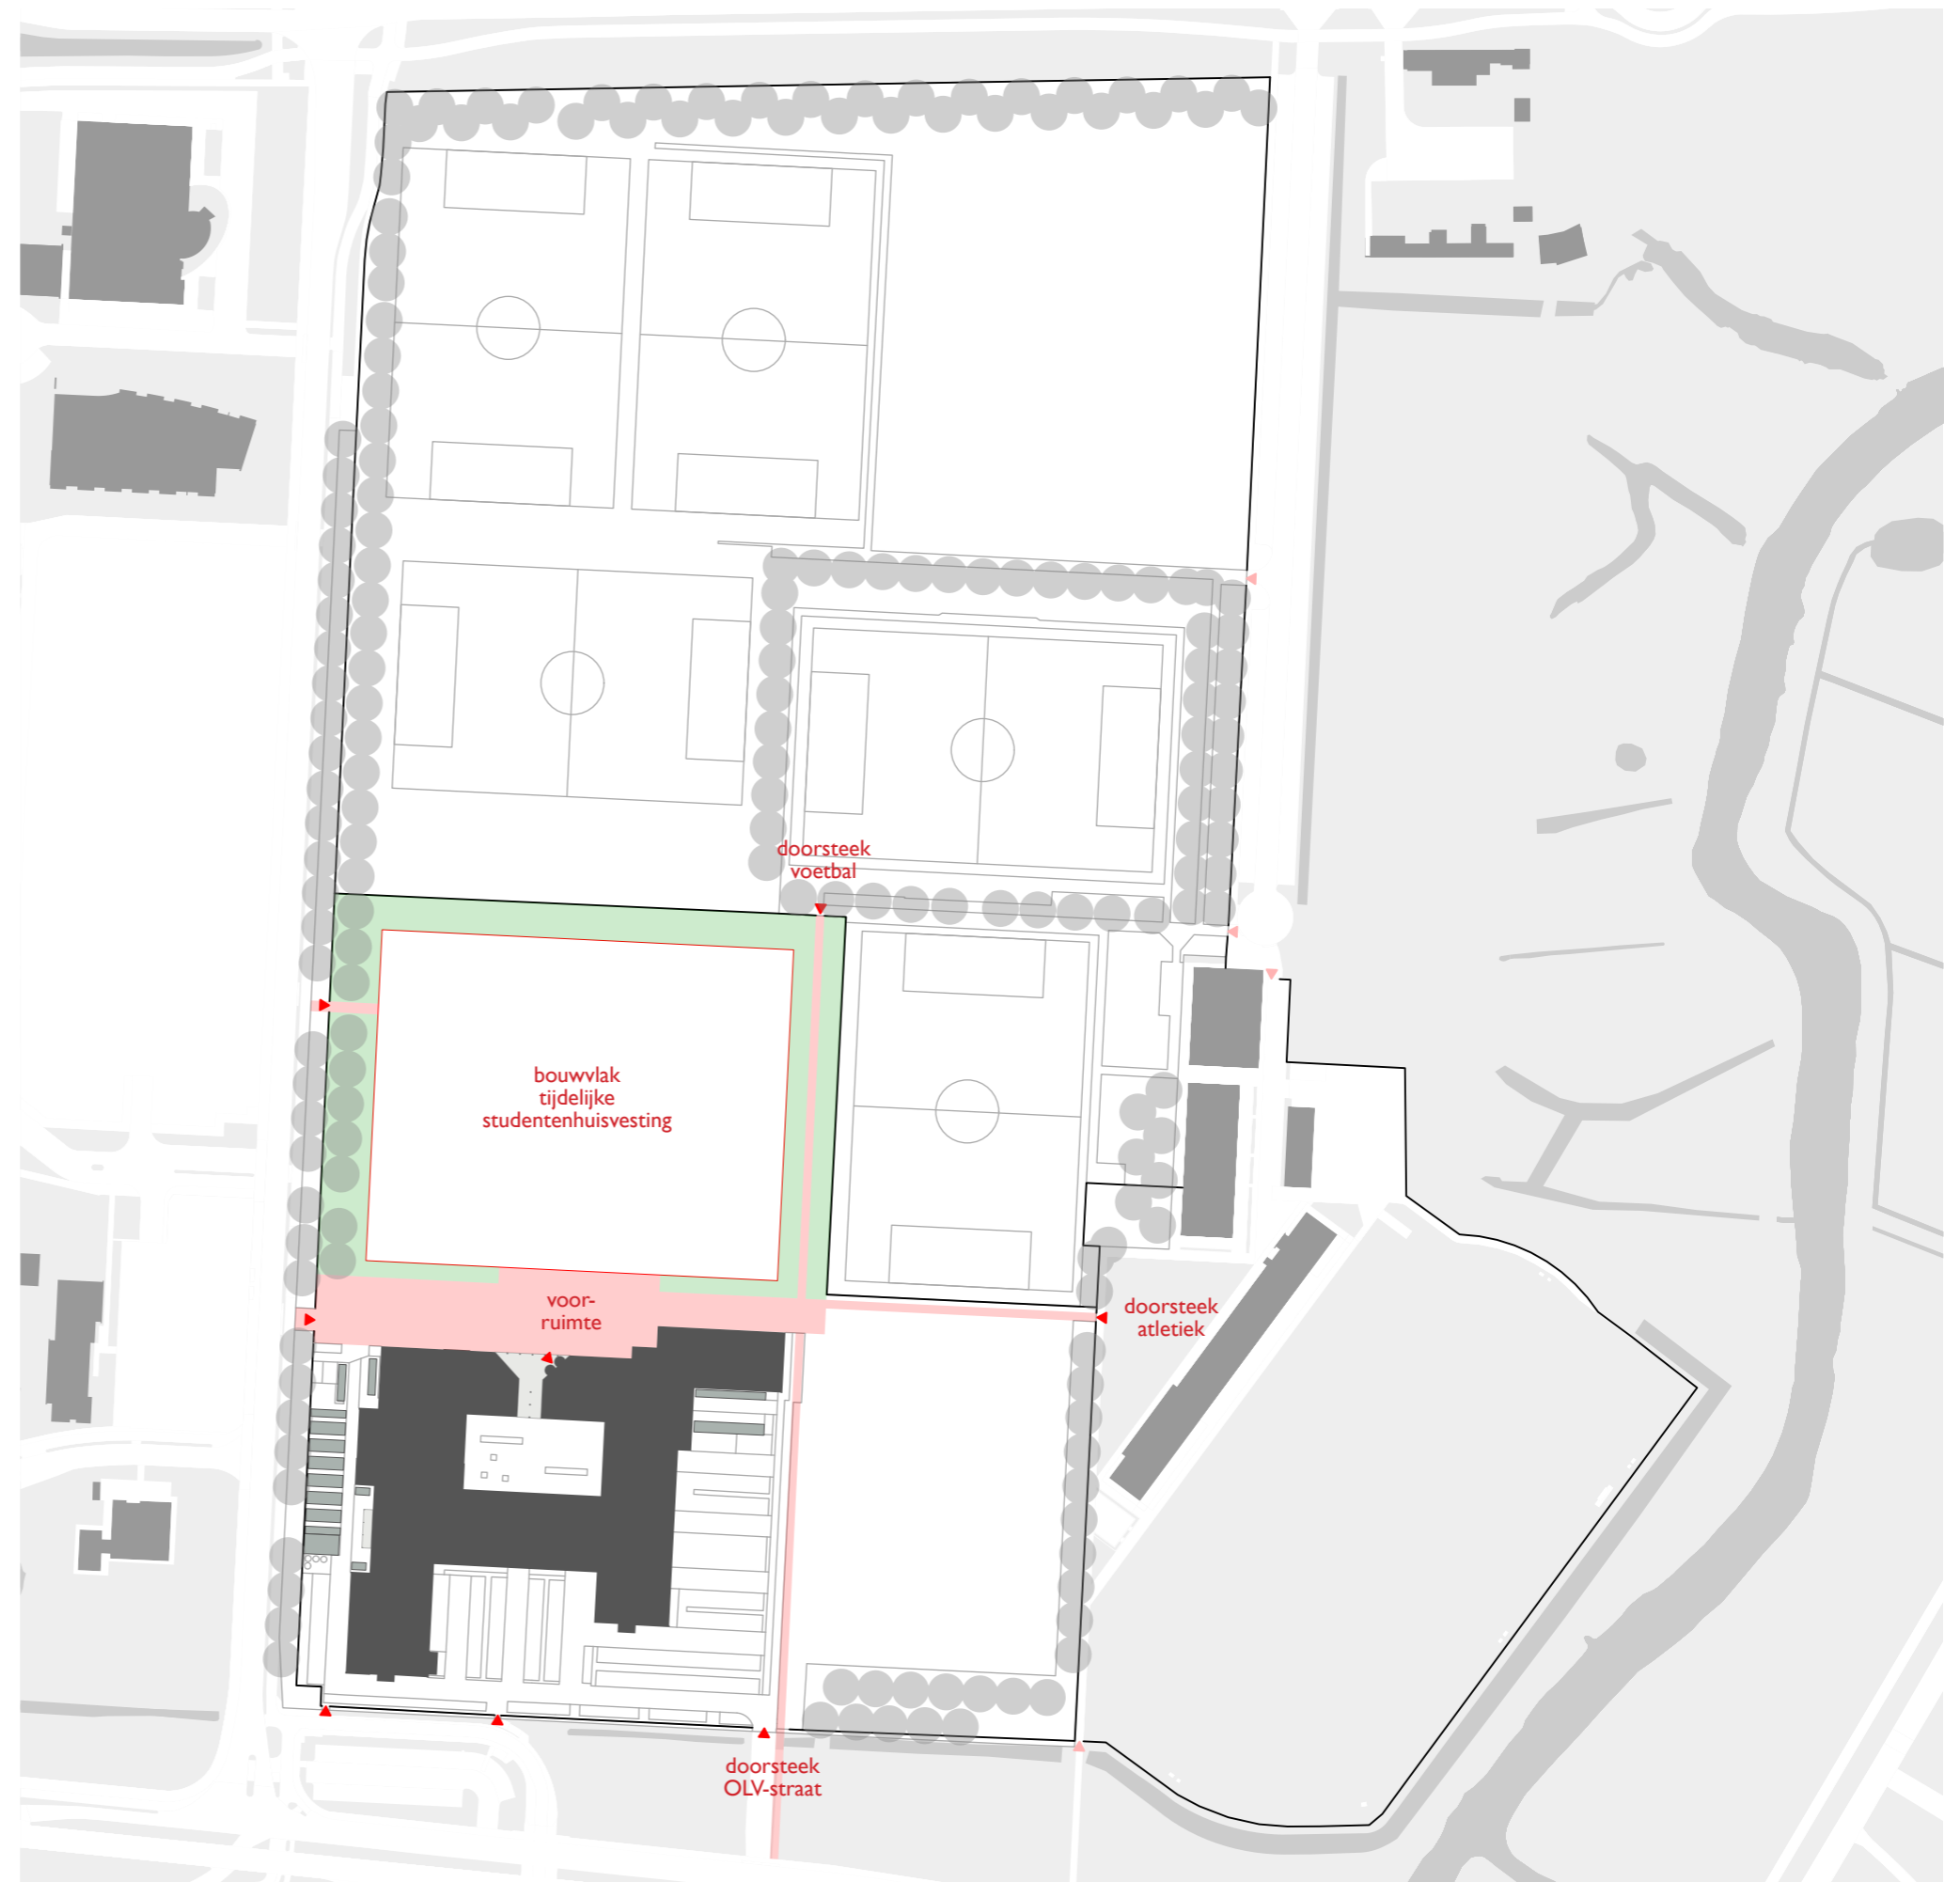 doorsteek
voetbal
bouwvlak
tijdelijke
studentenhuisvesting
voor-
ruimte
doorsteek
atletiek
doorsteek
OLV-straat